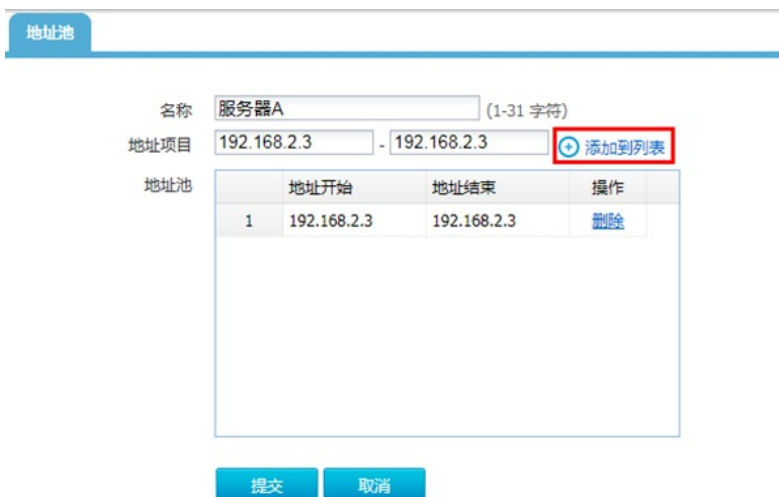 地址池
名称 服务器A (1-31 字符)
地址项目 192.168.2.3 - 192.168.2.3 添加到列表
地址池 地址开始 地址结束 操作
1 192.168.2.3 192.168.2.3 删除
提交 取消